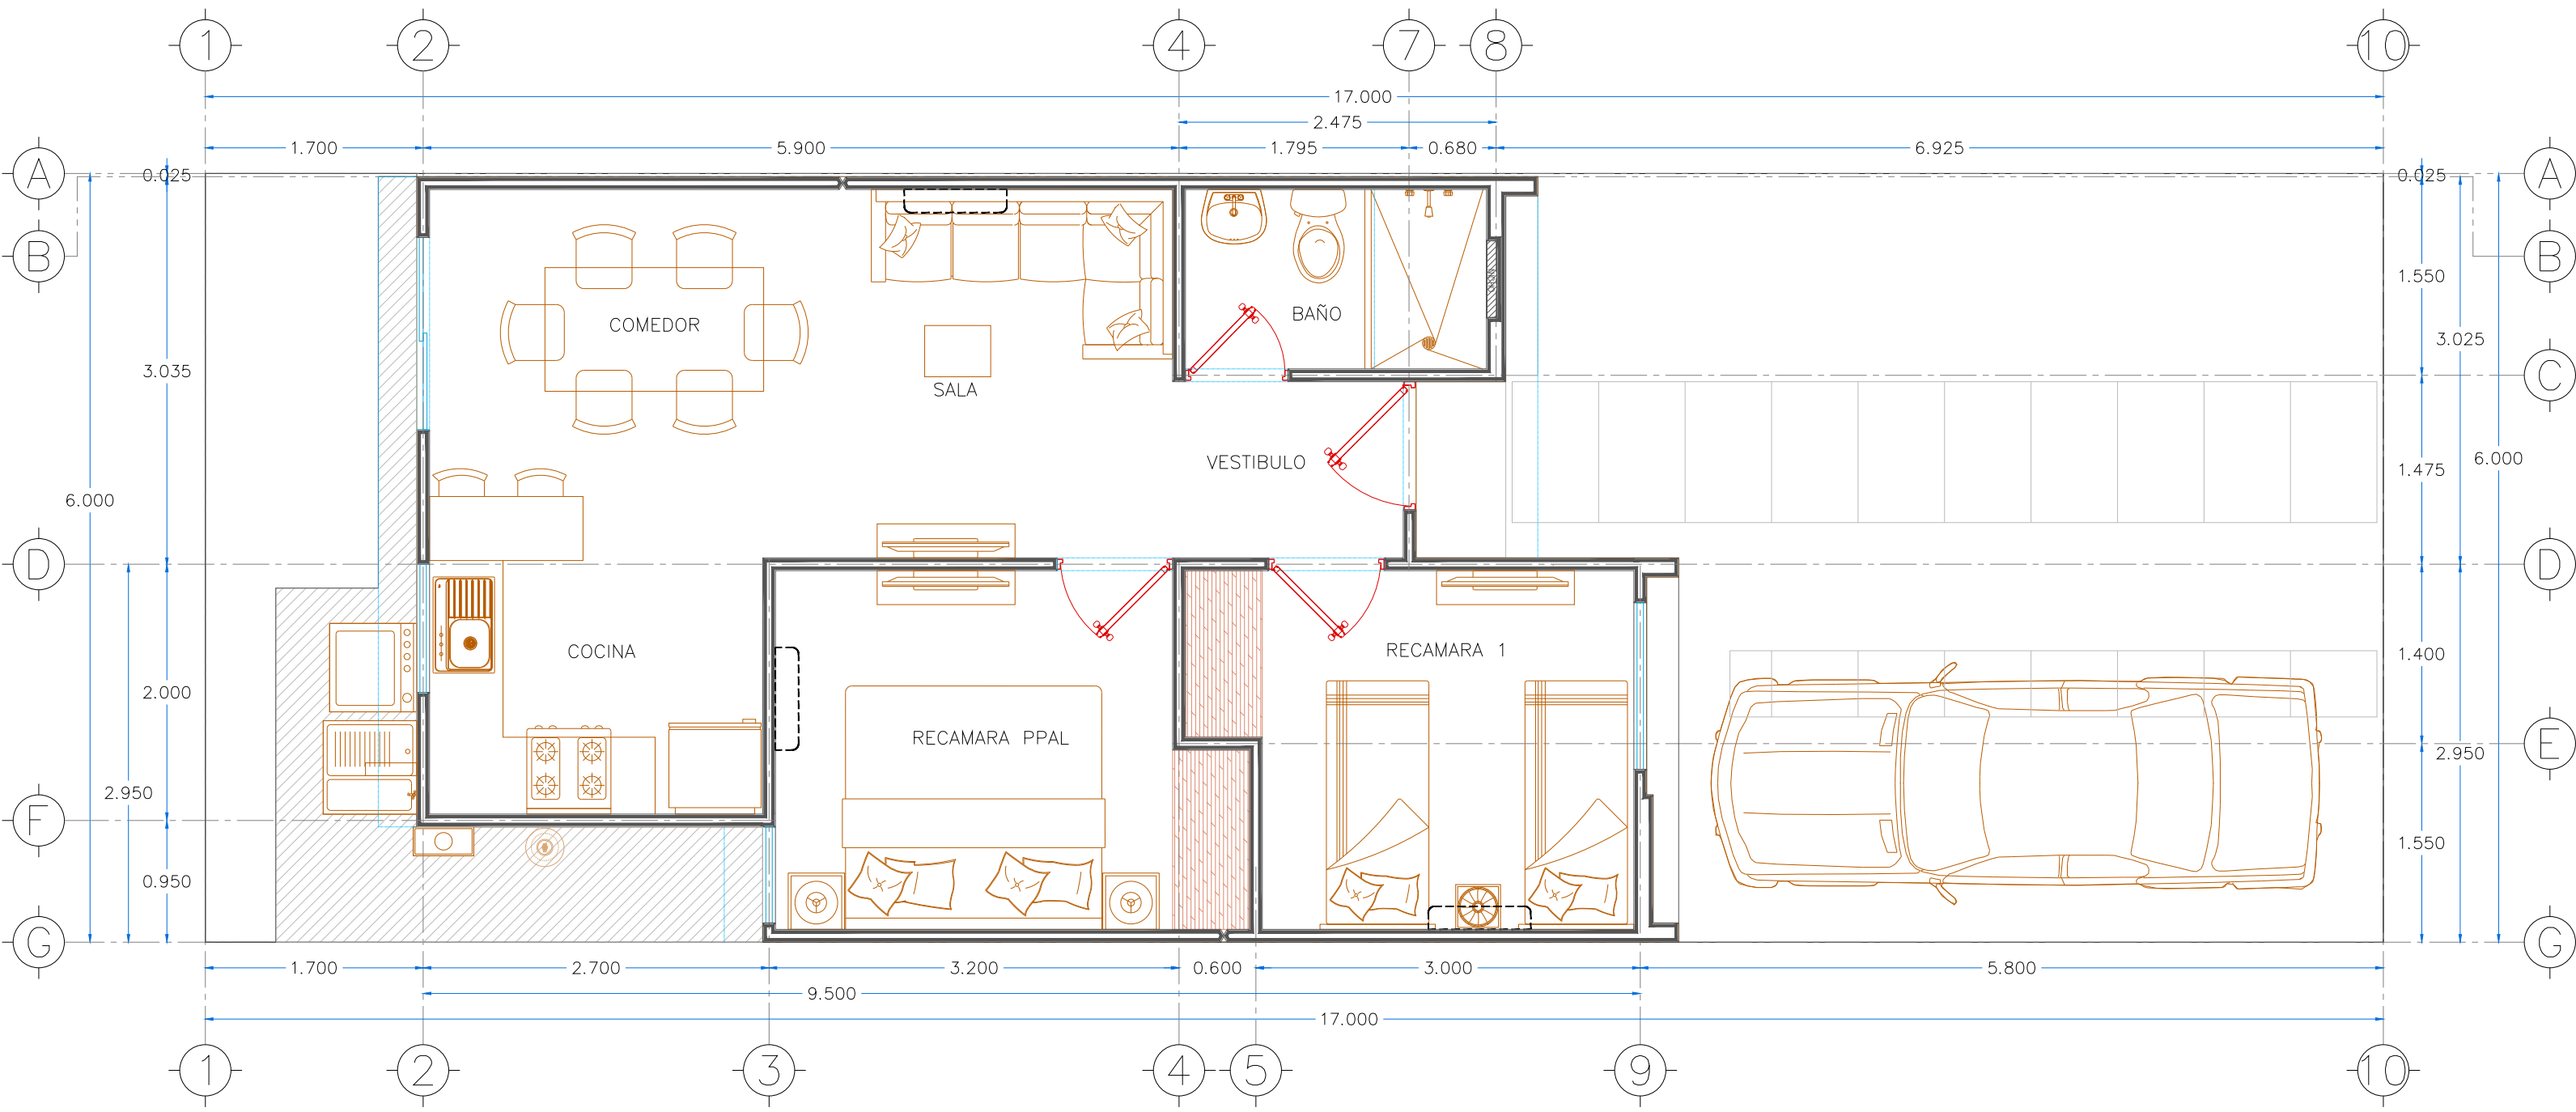 1 2 4 7 8 10
17.000
2.475
1.700 5.900 1.795 0.680 6.925
A 0.025 0.025 A
B B
1.550
BAÑO
COMEDOR
3.035 3.025
SALA C
VESTIBULO
6.000 1.475 6.000
D D
COCINA RECAMARA 1
1.400
2.000
RECAMARA PPAL
E
2.950 2.950
F
1.550
0.950
G G
1.700 2.700 3.200 0.600 3.000 5.800
9.500
17.000
1 2 3 4 5 9 10